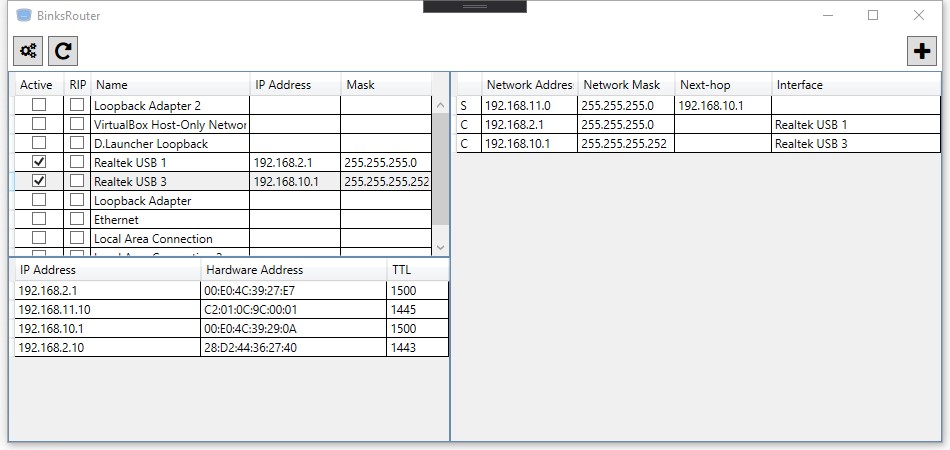 BinksRouter
Active RIP Name IP Address Mask
Loopback Adapter 2
VirtualBox Host-Only Networ
D.Launcher Loopback
Realtek USB 1 192.168.2.1 255.255.255.0
Realtek USB 3 192.168.10.1 255.255.255.252
Loopback Adapter
Ethernet
Local Area Connection
IP Address Hardware Address TTL
192.168.2.1 00:E0:4C:39:27:E7 1500
192.168.11.10 C2:01:0C:9C:00:01 1445
192.168.10.1 00:E0:4C:39:29:0A 1500
192.168.2.10 28:D2:44:36:27:40 1443
Network Addres Network Mask Next-hop Interface
S 192.168.11.0 255.255.255.0 192.168.10.1
C 192.168.2.1 255.255.255.0 Realtek USB 1
C 192.168.10.1 255.255.255.252 Realtek USB 3